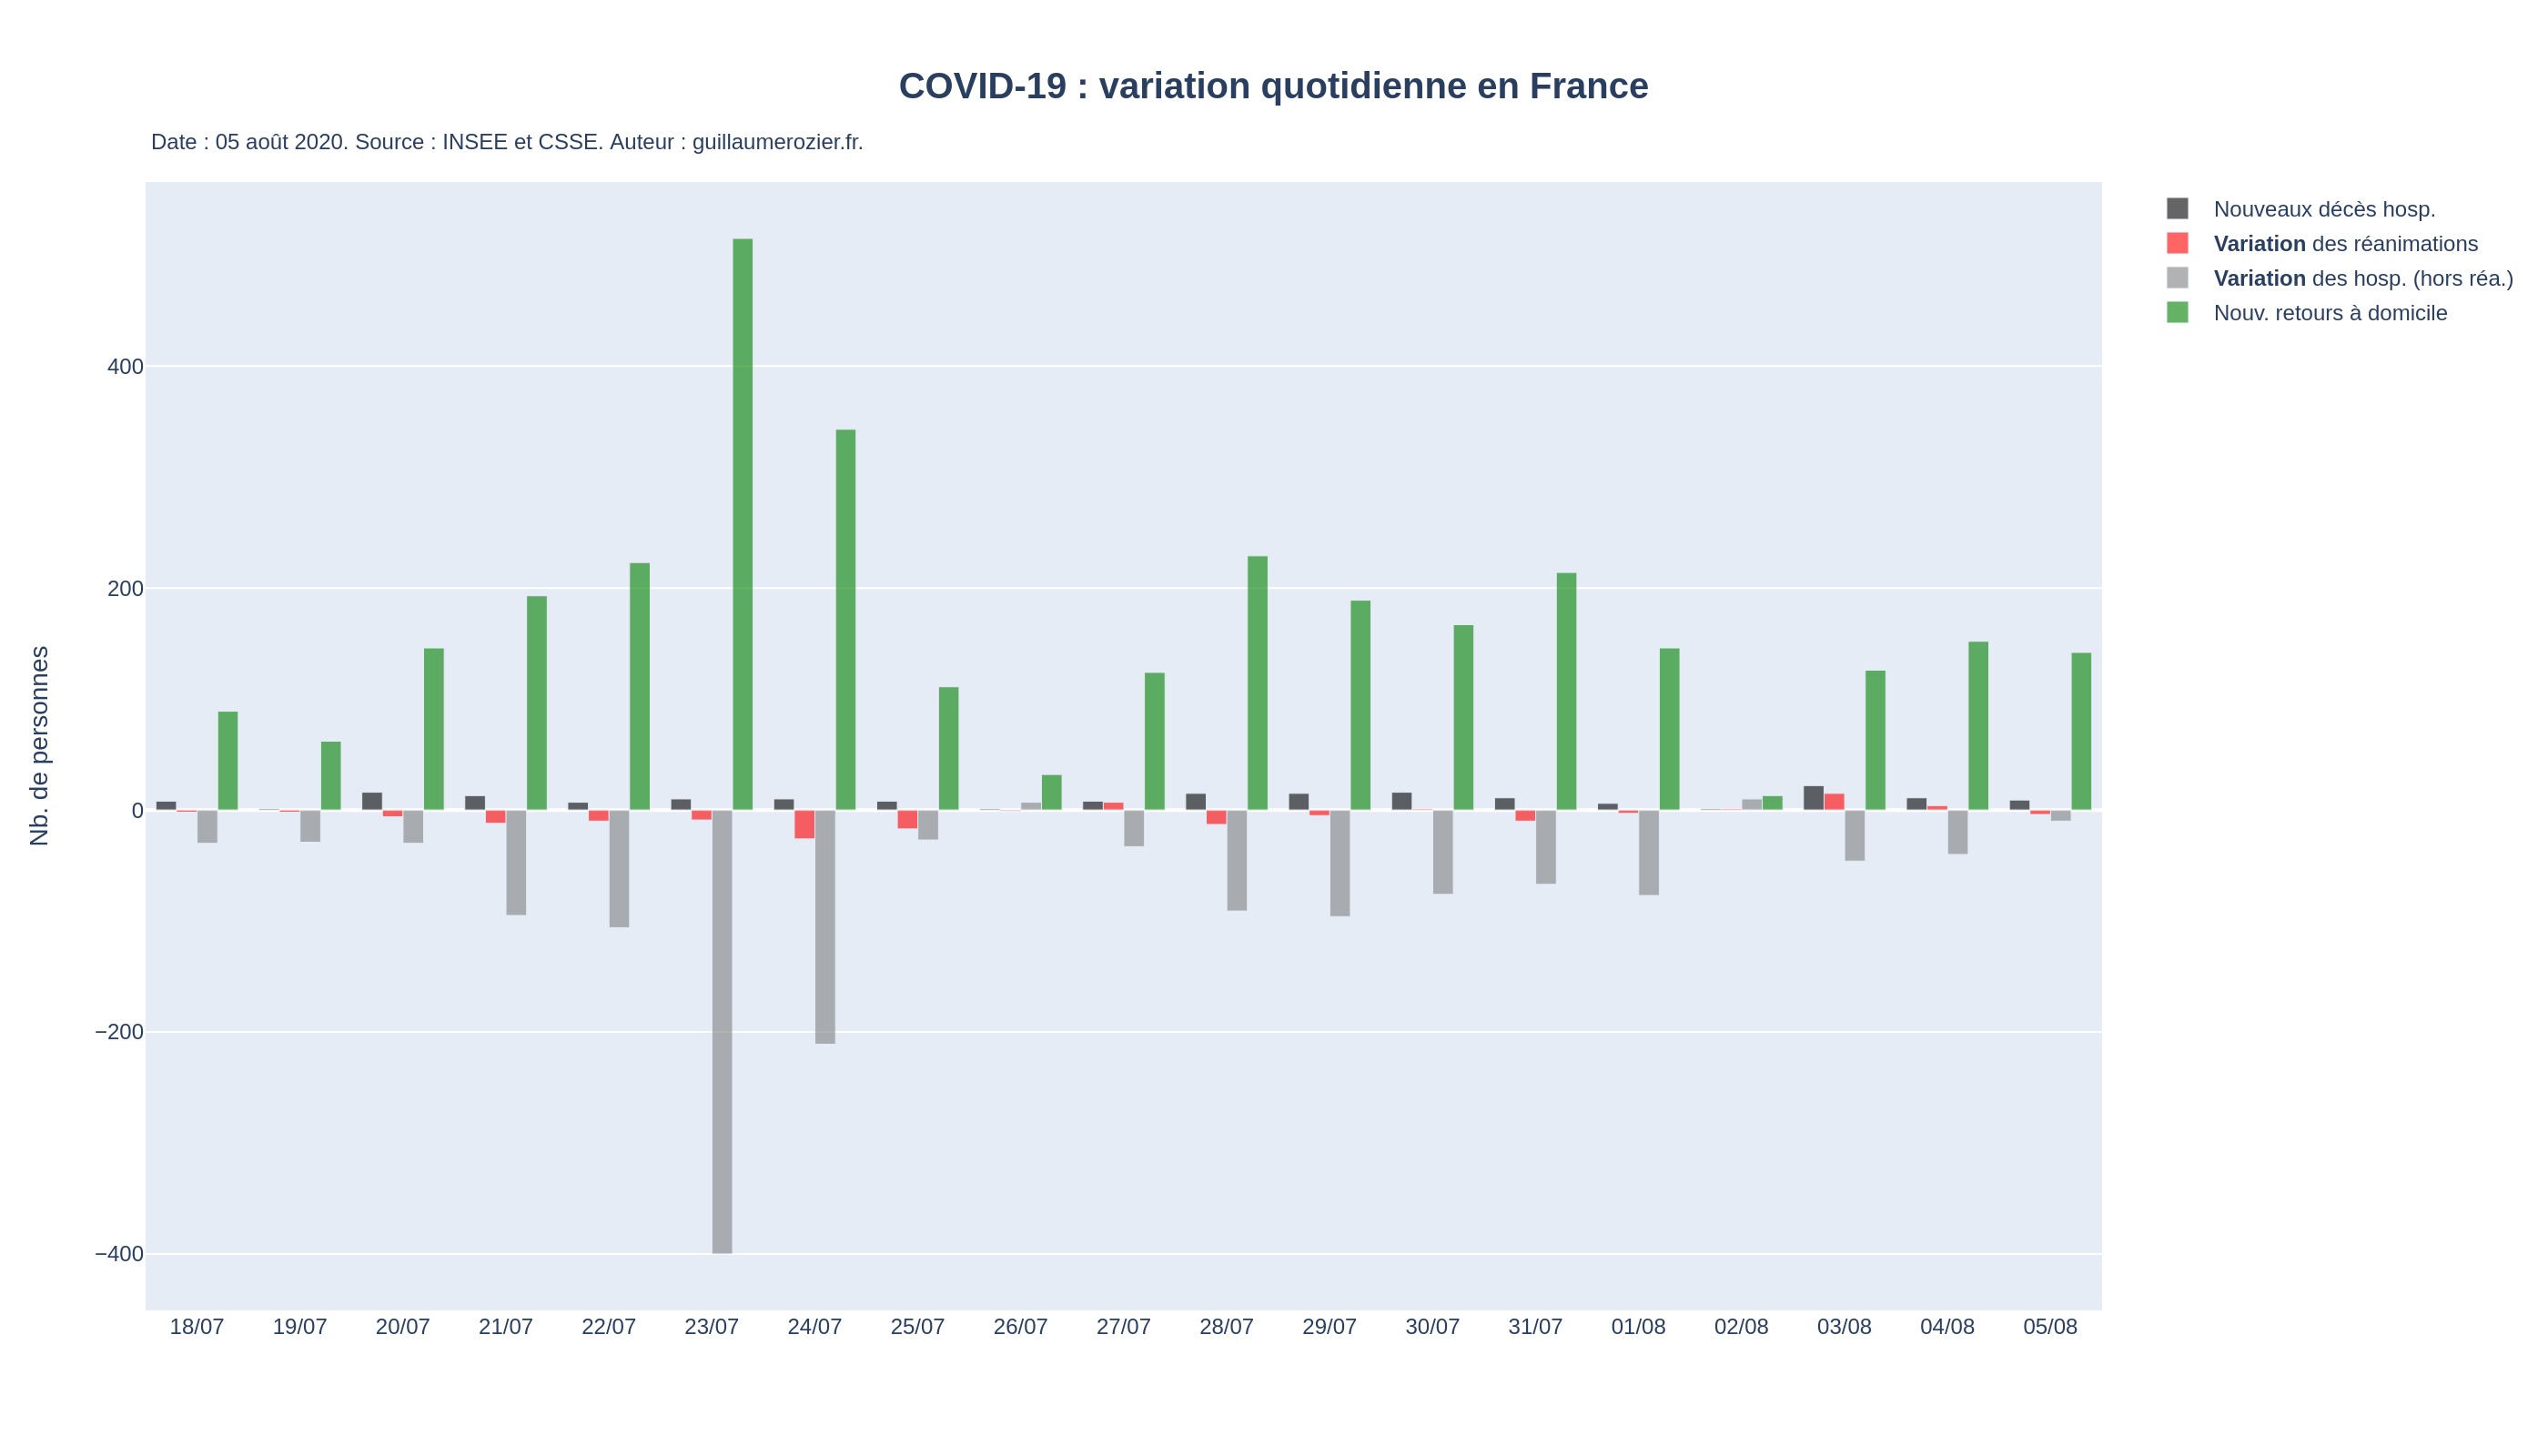 COVID-19 : variation quotidienne en France
Date : 05 août 2020. Source : INSEE et CSSE. Auteur : guillaumerozier.fr.
Nouveaux décès hosp.
Variation des réanimations
Variation des hosp. (hors réa.)
Nouv. retours à domicile
Nb. de personnes
400
200
0
−200
−400
18/07 19/07 20/07 21/07 22/07 23/07 24/07 25/07 26/07 27/07 28/07 29/07 30/07 31/07 01/08 02/08 03/08 04/08 05/08